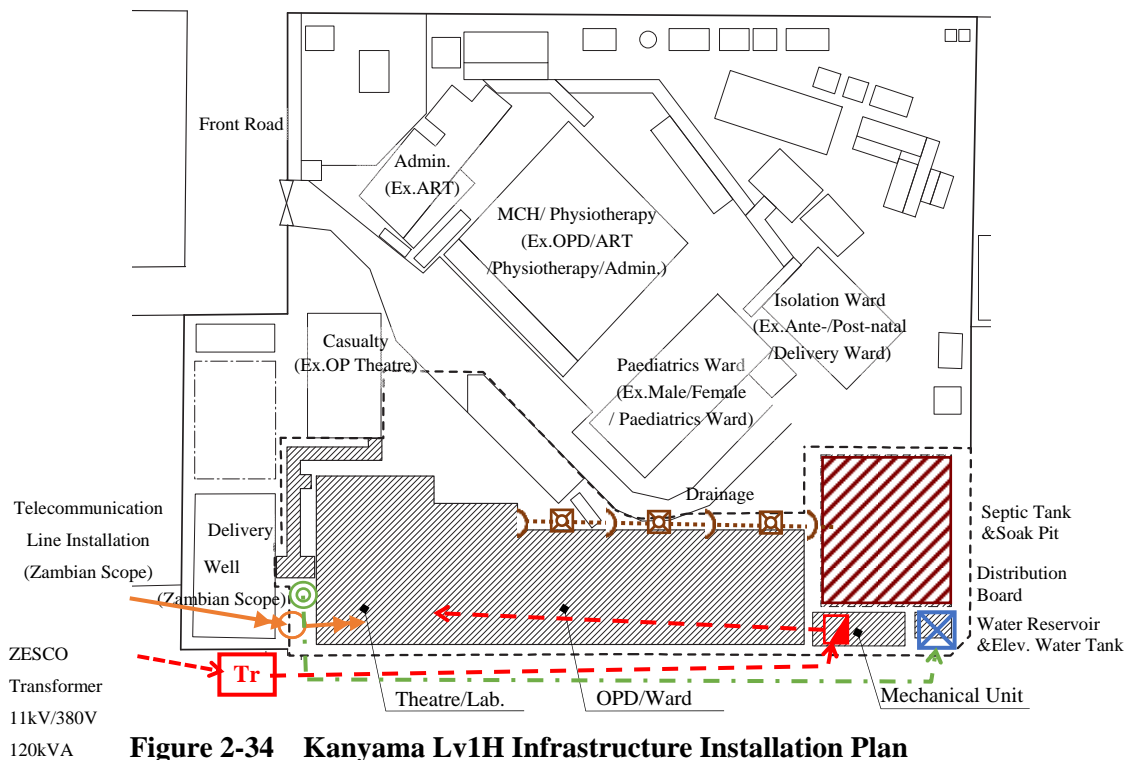 Front Road
Admin.
(Ex.ART)
MCH/ Physiotherapy
(Ex.OPD/ART
/Physiotherapy/Admin.)
Isolation Ward
(Ex.Ante-/Post-natal
/Delivery Ward)
Casualty
(Ex.OP Theatre)
Paediatrics Ward
(Ex.Male/Female
/ Paediatrics Ward)
Drainage
Telecommunication
Line Installation
(Zambian Scope)
Delivery
Well
(Zambian Scope)
Septic Tank
&Soak Pit
Distribution
Board
Water Reservoir
&Elev. Water Tank
ZESCO
Transformer
11kV/380V
120kVA
Tr
Theatre/Lab.
OPD/Ward
Mechanical Unit
Figure 2-34 Kanyama Lv1H Infrastructure Installation Plan